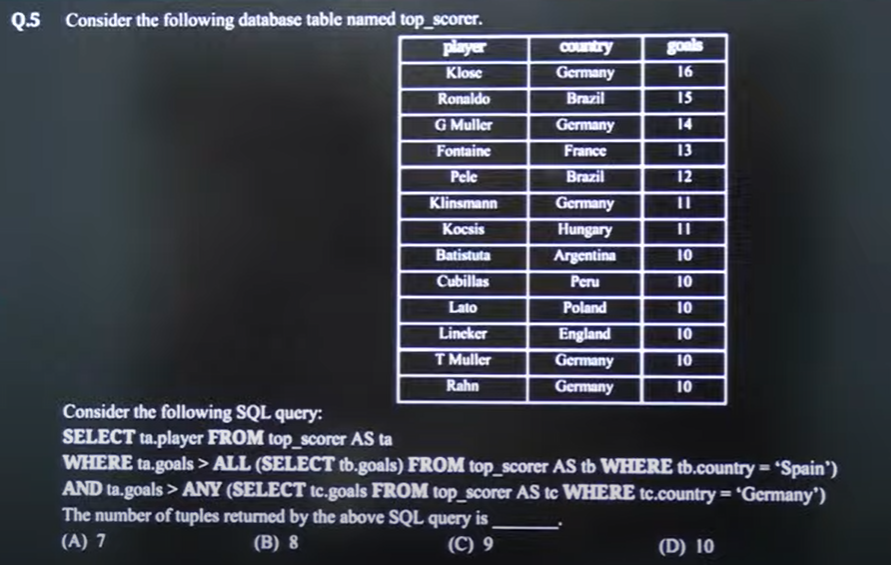 Q.5 Consider the following database table named top_scorer.
player country goals
Klose Germany 16
Ronaldo Brazil 15
G Muller Germany 14
Fontaine France 13
Pele Brazil 12
Klinsmann Germany 11
Kocsis Hungary 11
Batistuta Argentina 10
Cubillas Peru 10
Lato Poland 10
Lineker England 10
T Muller Germany 10
Rahn Germany 10
Consider the following SQL query:
SELECT ta.player FROM top_scorer AS ta
WHERE ta.goals > ALL (SELECT tb.goals) FROM top_scorer AS tb WHERE tb.country = ‘Spain’)
AND ta.goals > ANY (SELECT tc.goals FROM top_scorer AS tc WHERE tc.country = ‘Germany’)
The number of tuples returned by the above SQL query is ______.
(A) 7 (B) 8 (C) 9 (D) 10